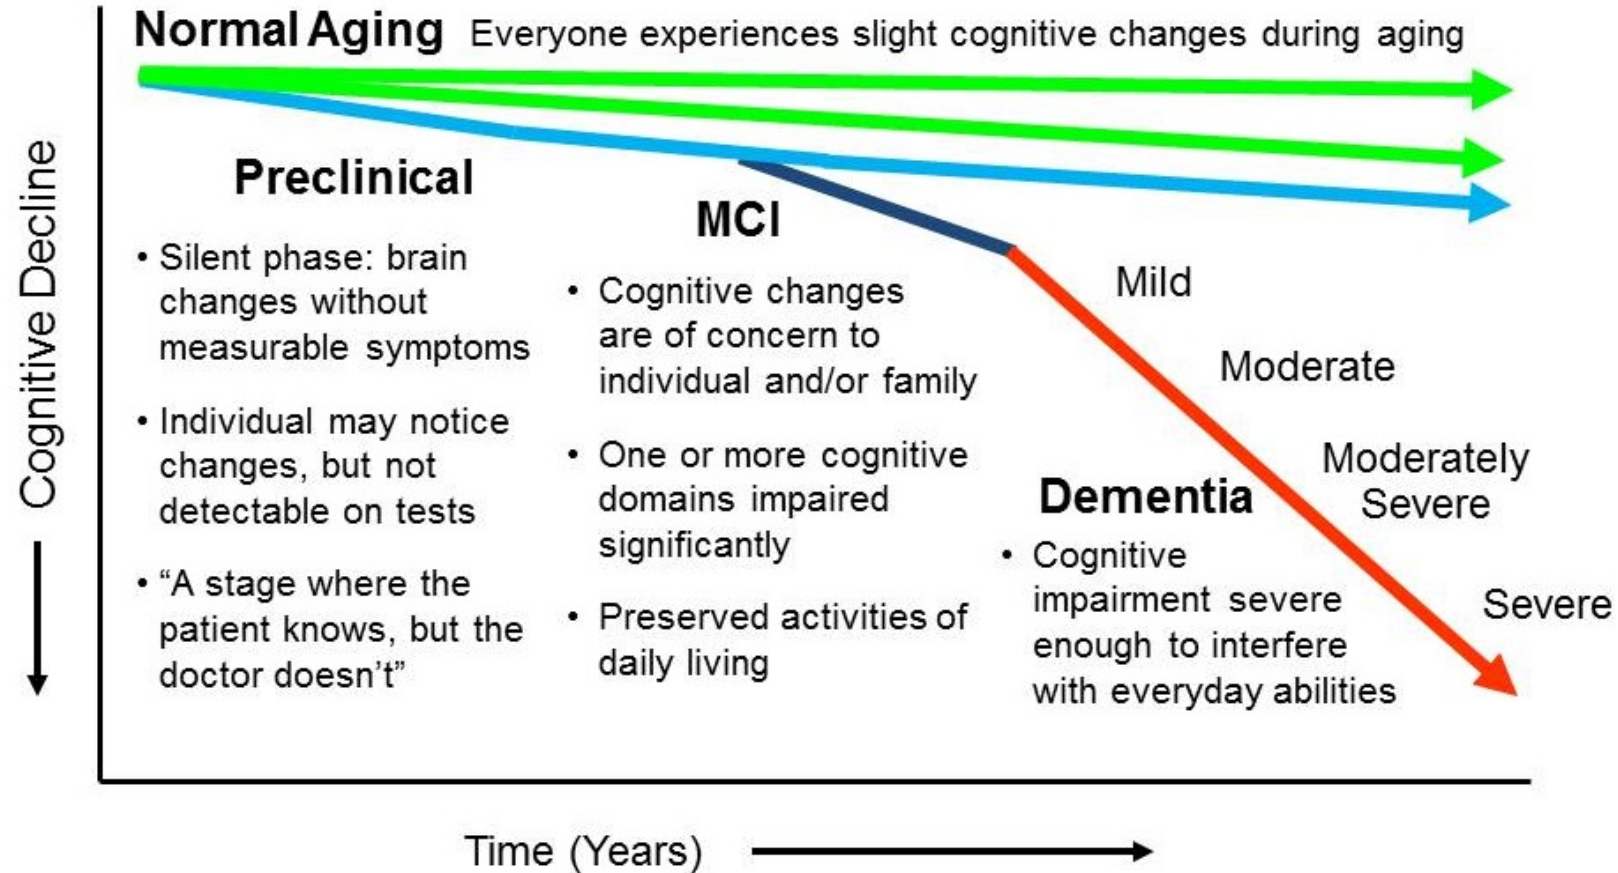 Normal Aging Everyone experiences slight cognitive changes during aging
Cognitive Decline
Preclinical
• Silent phase: brain
changes without
measurable symptoms
• Individual may notice
changes, but not
detectable on tests
• “A stage where the
patient knows, but the
doctor doesn’t”
MCI
• Cognitive changes
are of concern to
individual and/or family
• One or more cognitive
domains impaired
significantly
• Preserved activities of
daily living
Dementia
• Cognitive
impairment severe
enough to interfere
with everyday abilities
Mild
Moderate
Moderately
Severe
Severe
Time (Years)